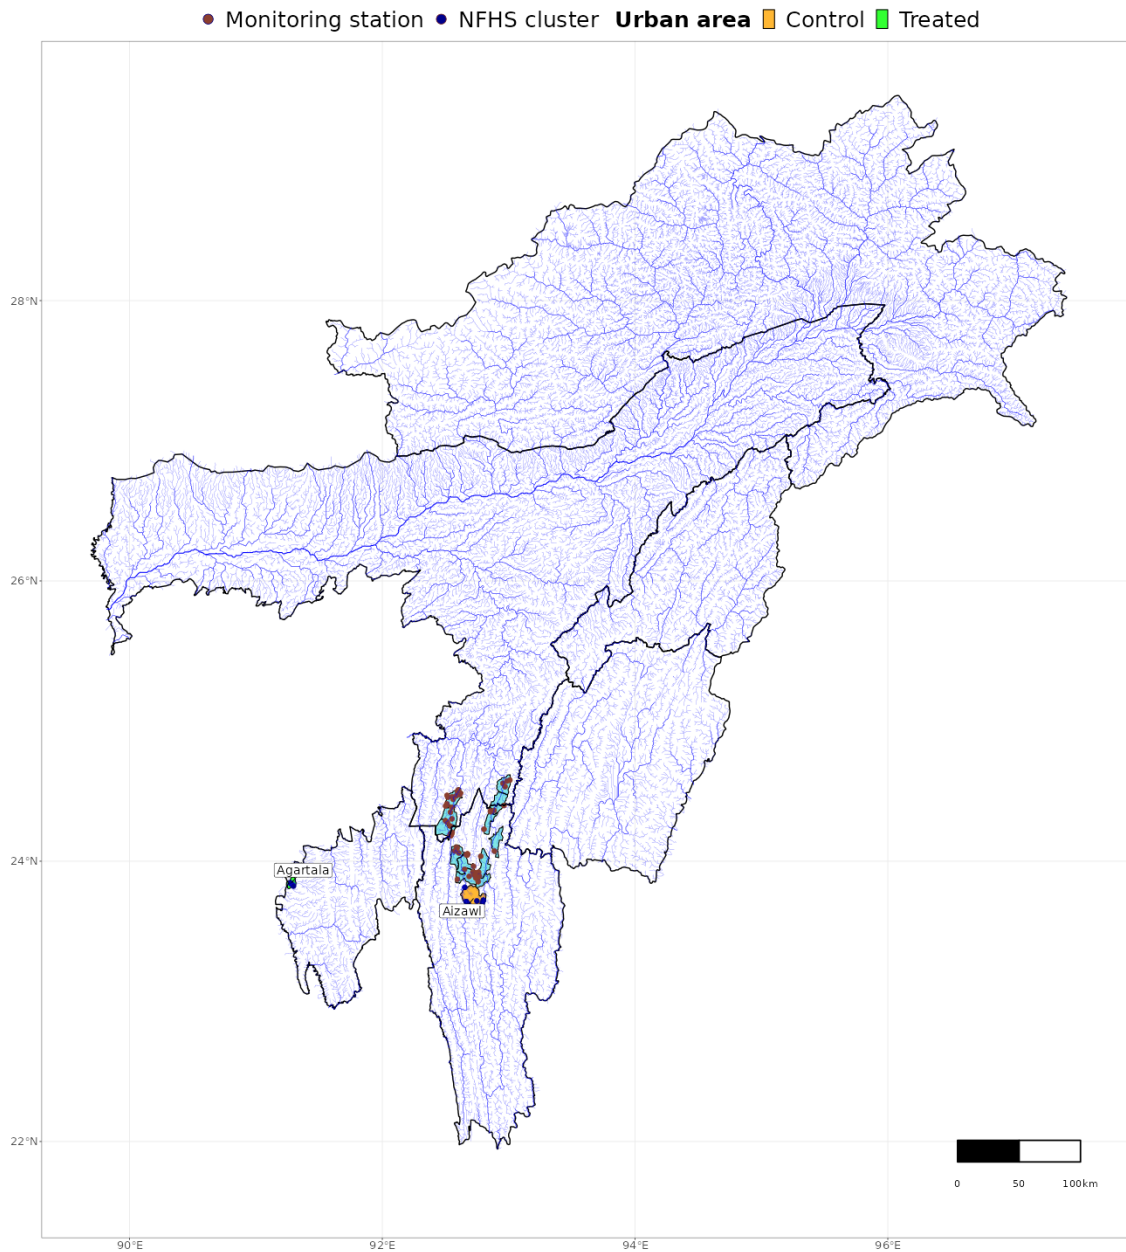 Monitoring station NFHS cluster Urban area Control Treated
28°N
26°N
24°N
Agartala
Aizawl
22°N
0 50 100km
90°E 92°E 94°E 96°E